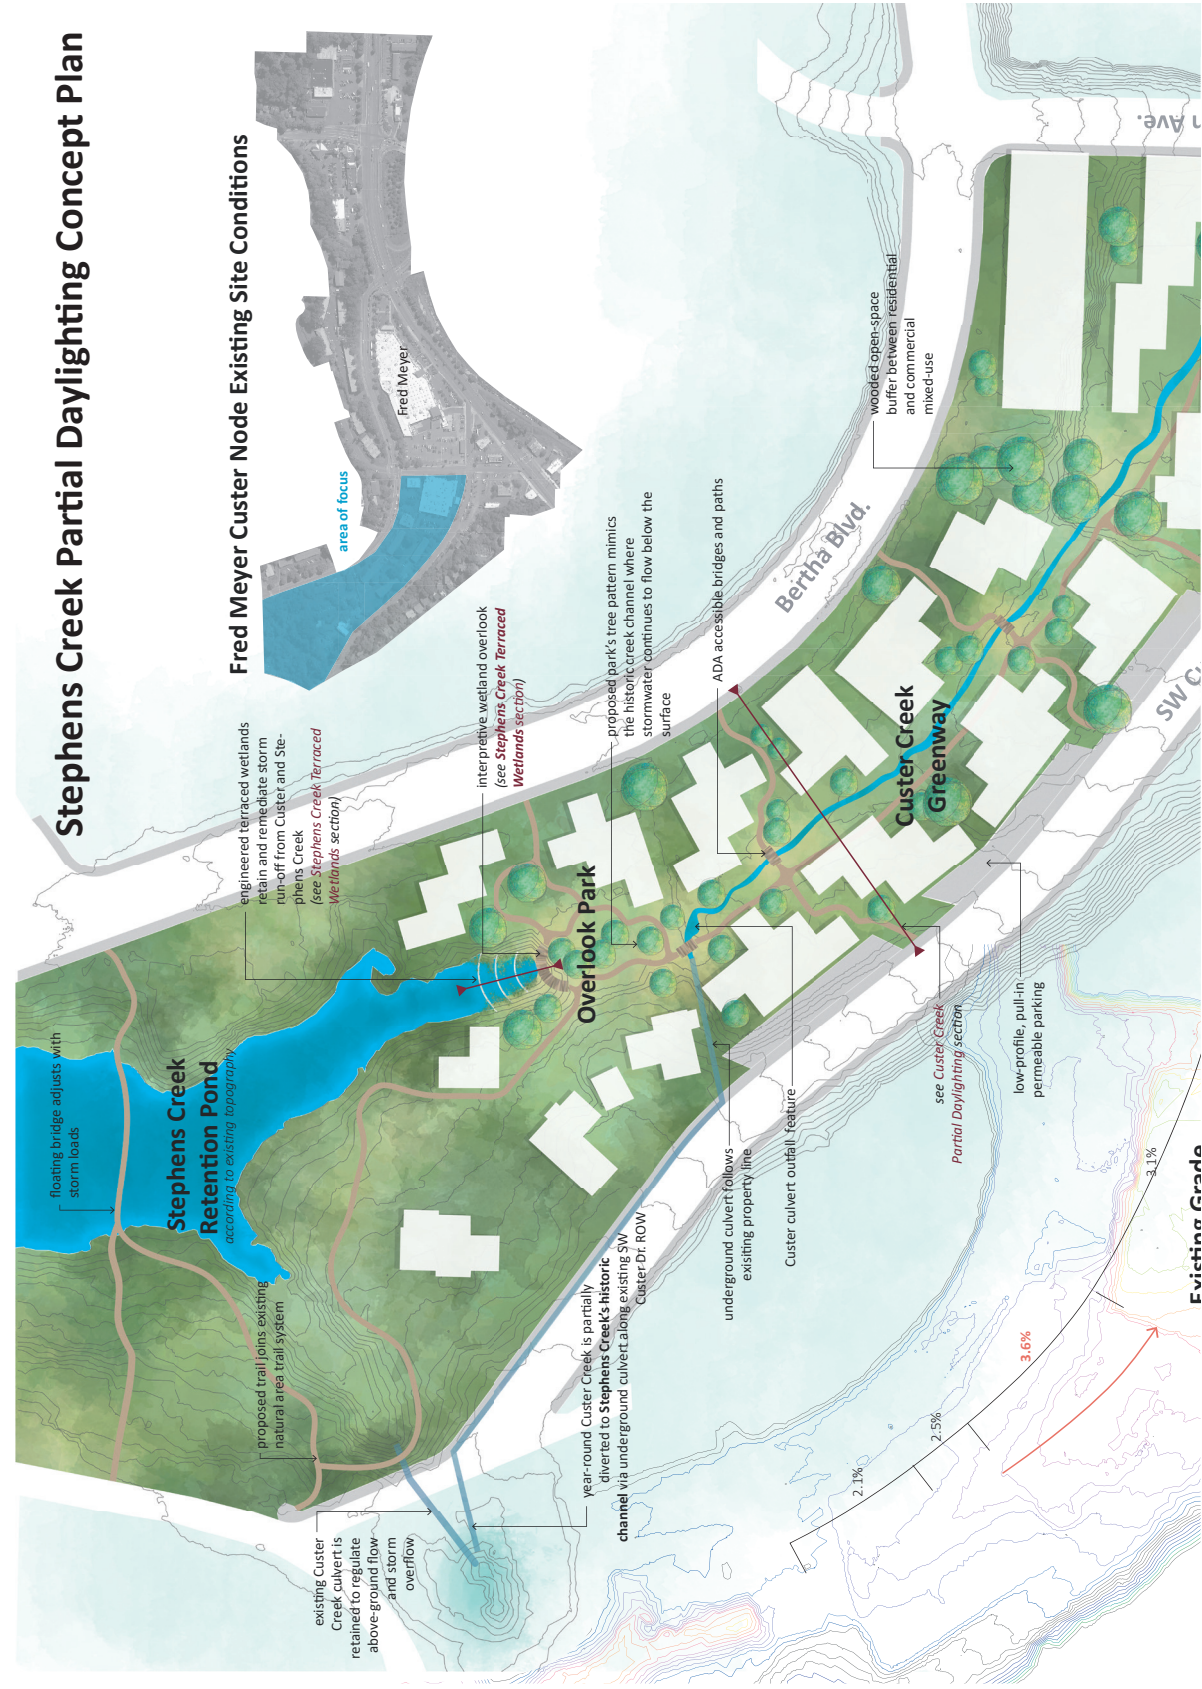 Stephens Creek Partial Daylighting Concept Plan
Fred Meyer Custer Node Existing Site Conditions
area of focus
Fred Meyer
floating bridge adjusts with
storm loads
Stephens Creek
Retention Pond
according to existing topography
proposed trail joins existing
natural area trail system
existing Custer
Creek culvert is
retained to regulate
above-ground flow
and storm
overflow
engineered terraced wetlands
retain and remediate storm
run-off from Custer and Ste-
phens Creek
(see Stephens Creek Terraced
Wetlands section)
interpretive wetland overlook
(see Stephens Creek Terraced
Wetlands section)
Overlook Park
proposed park's tree pattern mimics
the historic creek channel where
stormwater continues to flow below the
surface
year-round Custer Creek is partially
diverted to Stephens Creek's historic
channel via underground culvert along existing SW
Custer Dr. ROW
ADA accessible bridges and paths
underground culvert follows
exisiting property line
Custer culvert outfall feature
Bertha Blvd.
wooded open-space
buffer between residential
and commercial
mixed-use
Custer Creek
Greenway
see Custer Creek
Partial Daylighting section
low-profile, pull-in
permeable parking
SW
n Ave.
2.1%
2.5%
3.6%
3.1%
Existing Grade